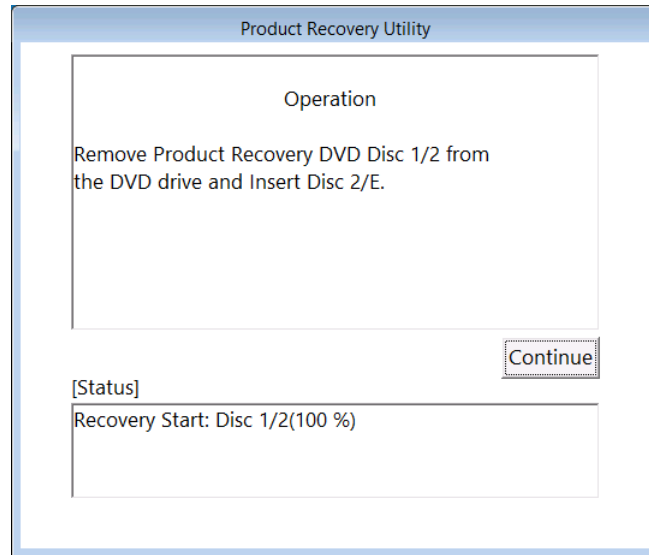 Product Recovery Utility
Operation
Remove Product Recovery DVD Disc 1/2 from
the DVD drive and Insert Disc 2/E.
Continue
[Status]
Recovery Start: Disc 1/2(100 %)